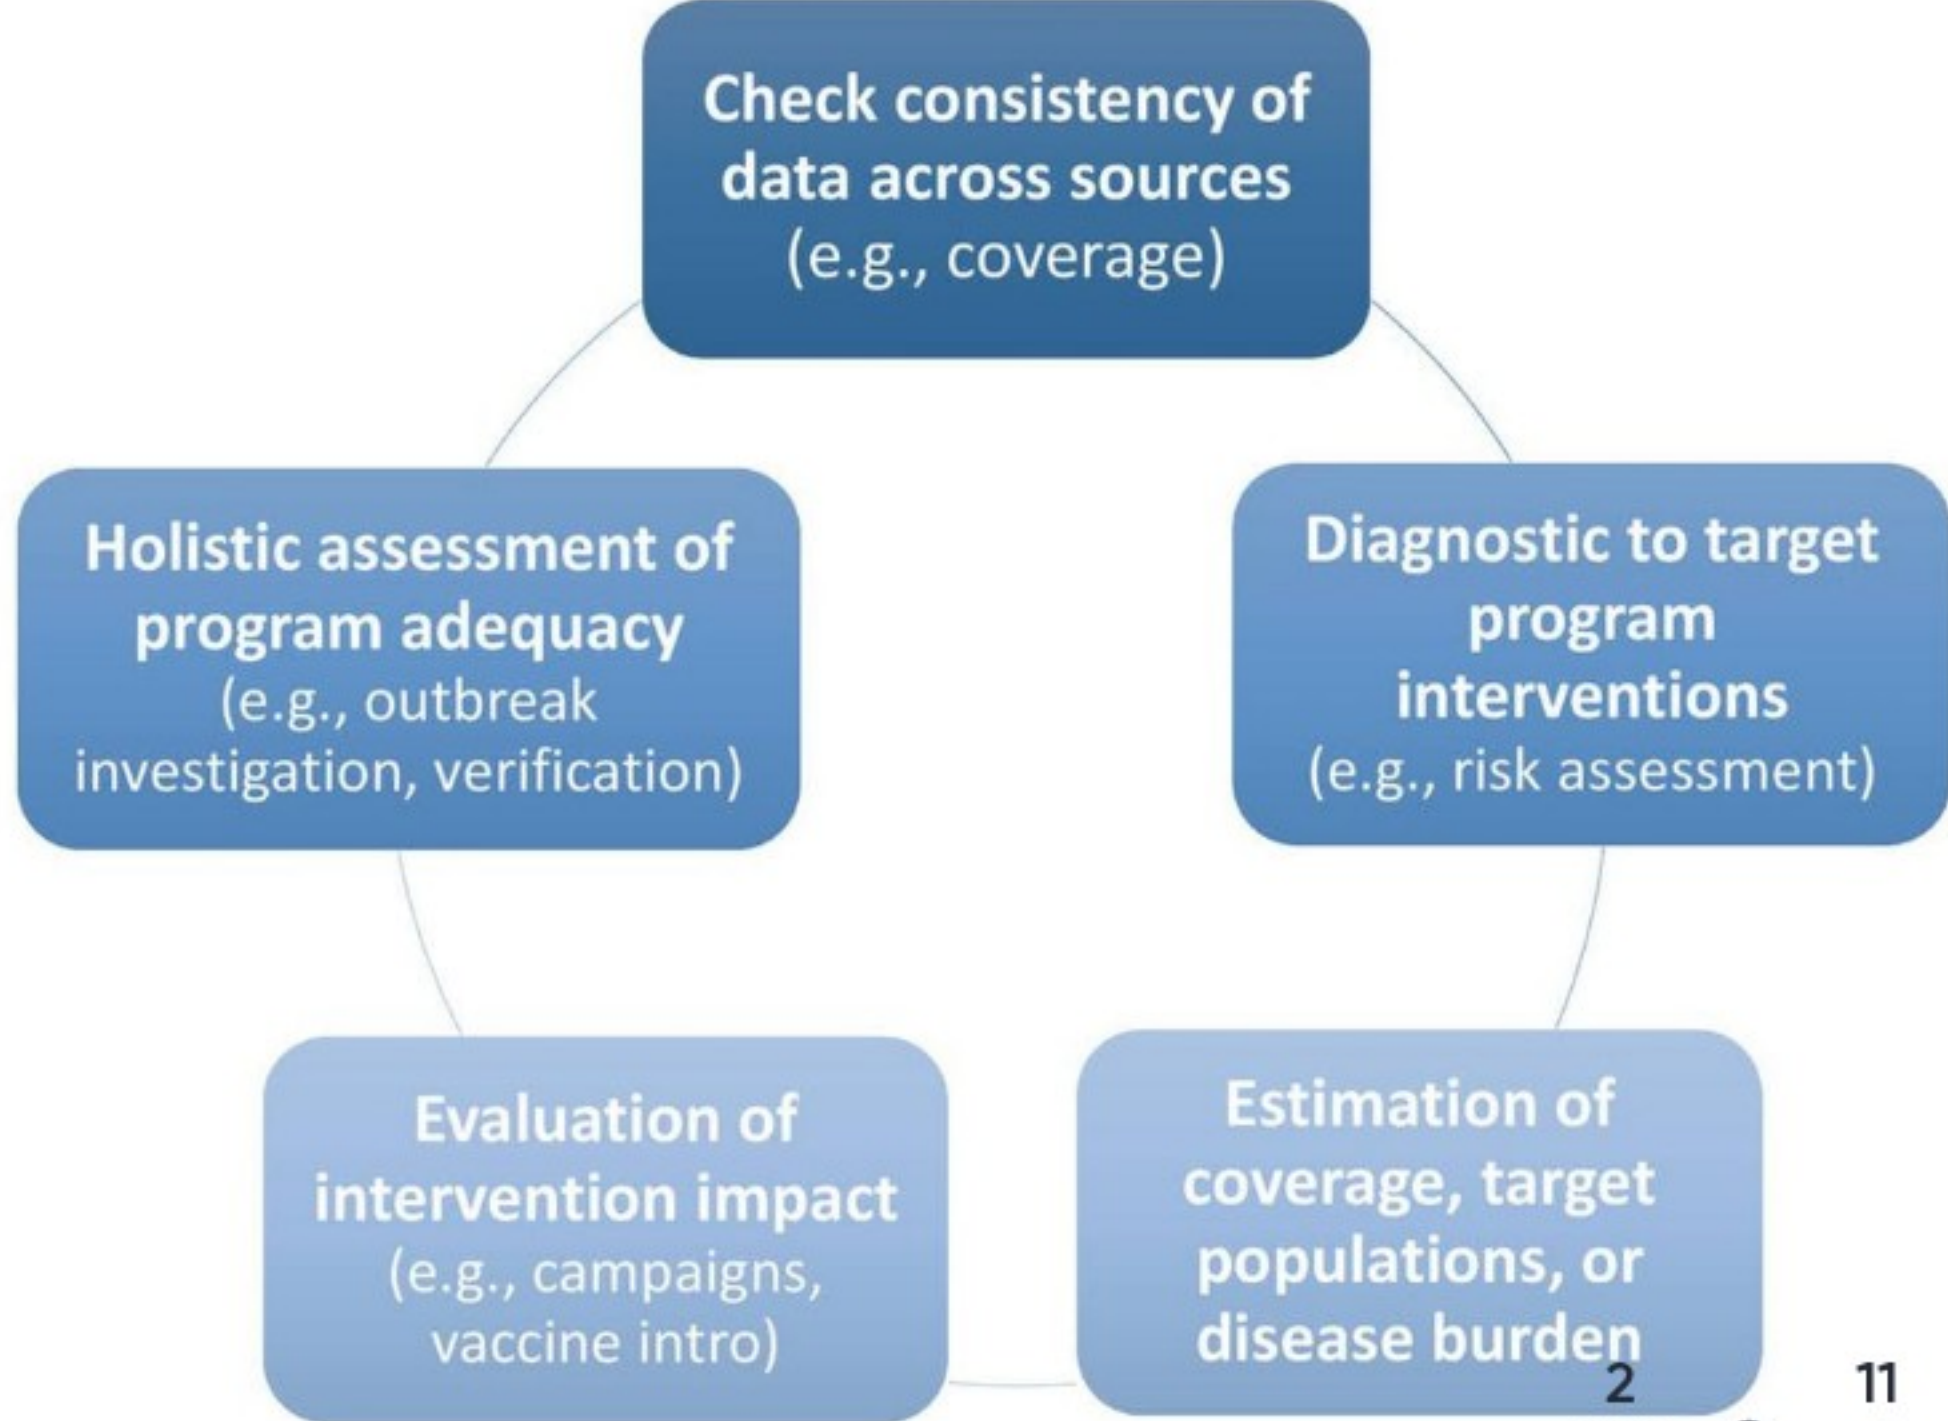 Check consistency of
data across sources
(e.g., coverage)
Holistic assessment of
program adequacy
(e.g., outbreak
investigation, verification)
Diagnostic to target
program
interventions
(e.g., risk assessment)
Evaluation of
intervention impact
(e.g., campaigns,
vaccine intro)
Estimation of
coverage, target
populations, or
disease burden
2
11